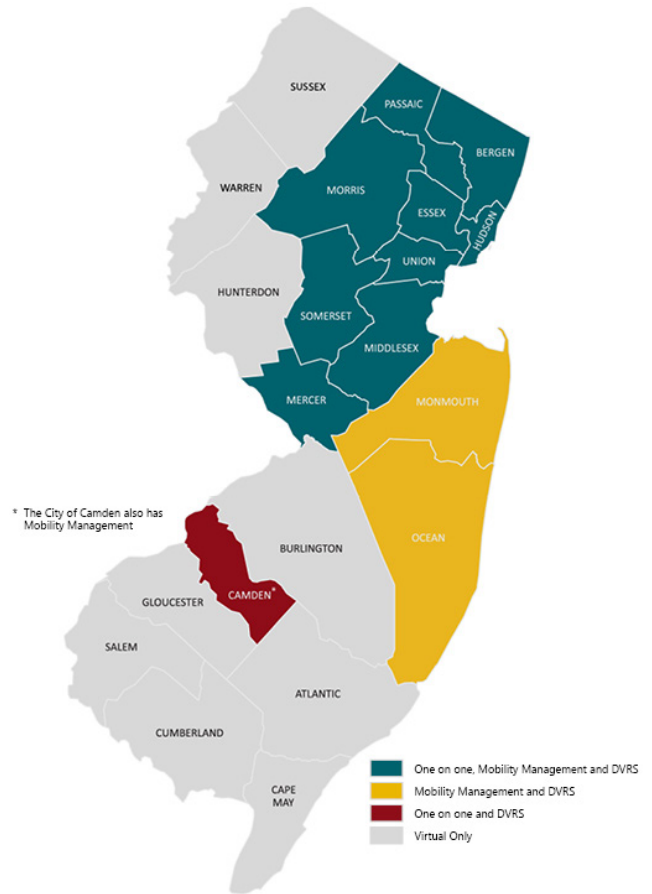 SUSSEX
PASSAIC
BERGEN
WARREN
MORRIS
ESSEX
HUDSON
UNION
HUNTERDON
SOMERSET
MIDDLESEX
MERCER
MONMOUTH
* The City of Camden also has
Mobility Management
OCEAN
BURLINGTON
CAMDEN*
GLOUCESTER
SALEM
ATLANTIC
CUMBERLAND
CAPE
MAY
One on one, Mobility Management and DVRS
Mobility Management and DVRS
One on one and DVRS
Virtual Only